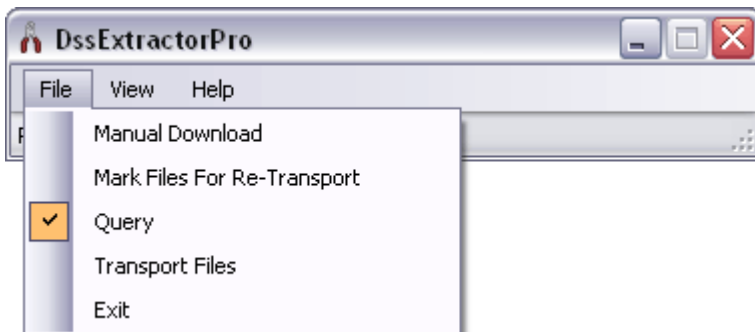 DssExtractorPro
File View Help
Manual Download
Mark Files For Re-Transport
Query
Transport Files
Exit